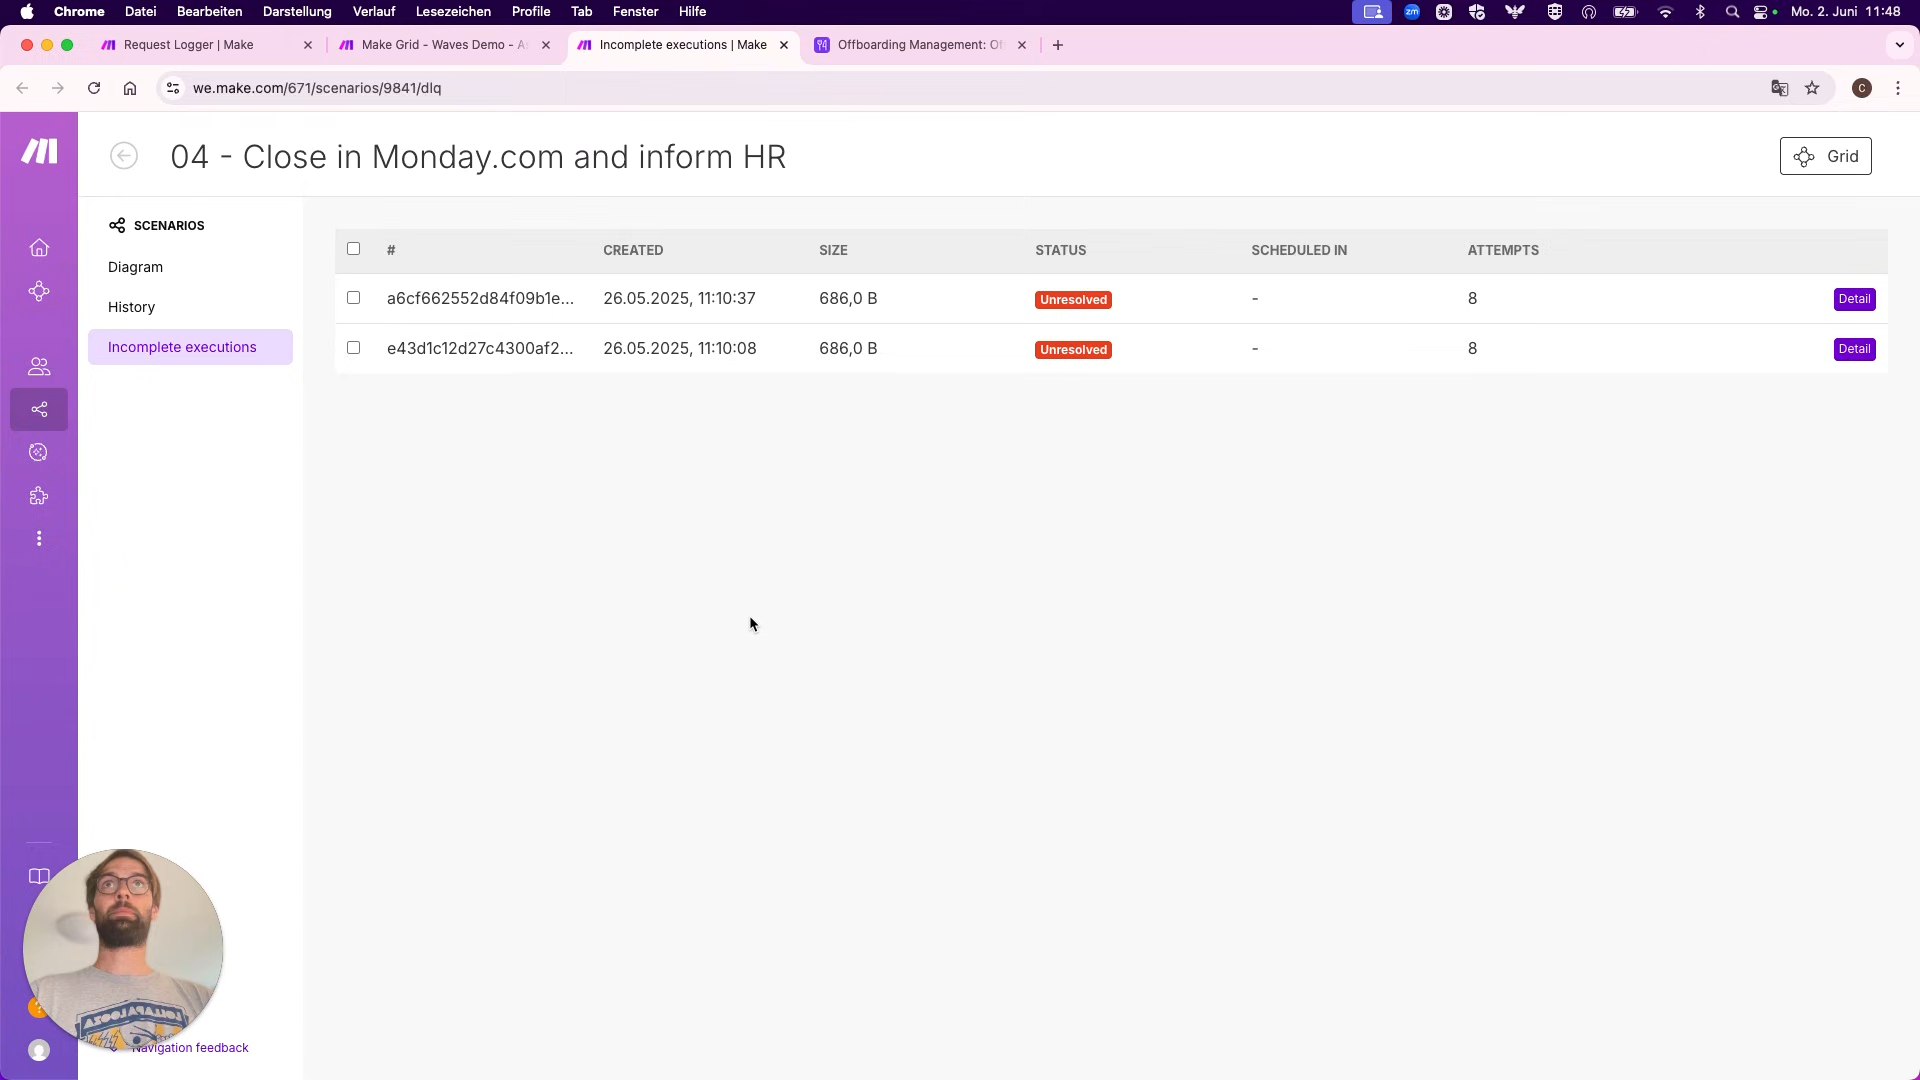 Chrome Datei Bearbeiten Darstellung Verlauf Lesezeichen Profile Tab Fenster Hilfe zm Mo. 2. Juni 11:48
Request Logger | Make
Make Grid - Waves Demo -
Incomplete executions | Make
Offboarding Management:
we.make.com/671/scenarios/9841/dlq
C
04 - Close in Monday.com and inform HR
Grid
SCENARIOS
Diagram
History
Incomplete executions
# CREATED SIZE STATUS SCHEDULED IN ATTEMPTS
a6cf662552d84f09b1e... 26.05.2025, 11:10:37 686,0 B Unresolved - 8 Detail
e43d1c12d27c4300af2... 26.05.2025, 11:10:08 686,0 B Unresolved - 8 Detail
Navigation feedback